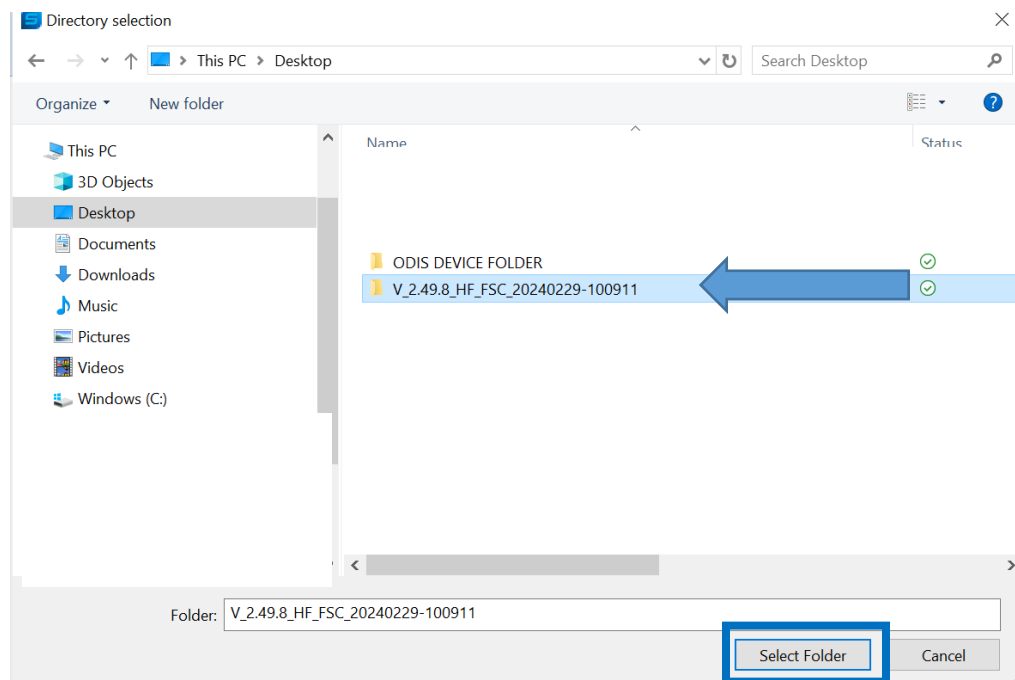 Directory selection
This PC > Desktop
Search Desktop
Organize
New folder
?
Name
Status
This PC
3D Objects
Desktop
Documents
Downloads
Music
Pictures
Videos
Windows (C:)
ODIS DEVICE FOLDER
V_2.49.8_HF_FSC_20240229-100911
Folder: V_2.49.8_HF_FSC_20240229-100911
Select Folder
Cancel